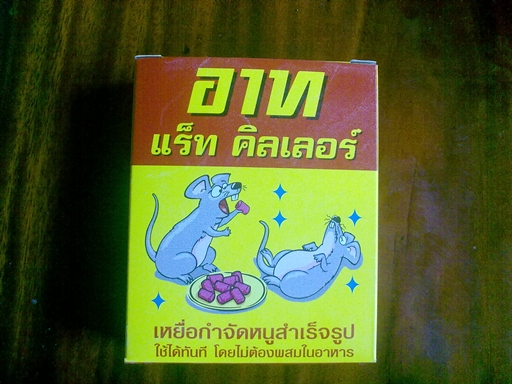 อาท
แร็ท คิลเลอร์
เหยื่อกำจัดหนูสำเร็จรูป
ใช้ได้ทันที โดยไม่ต้องผสมในอาหาร